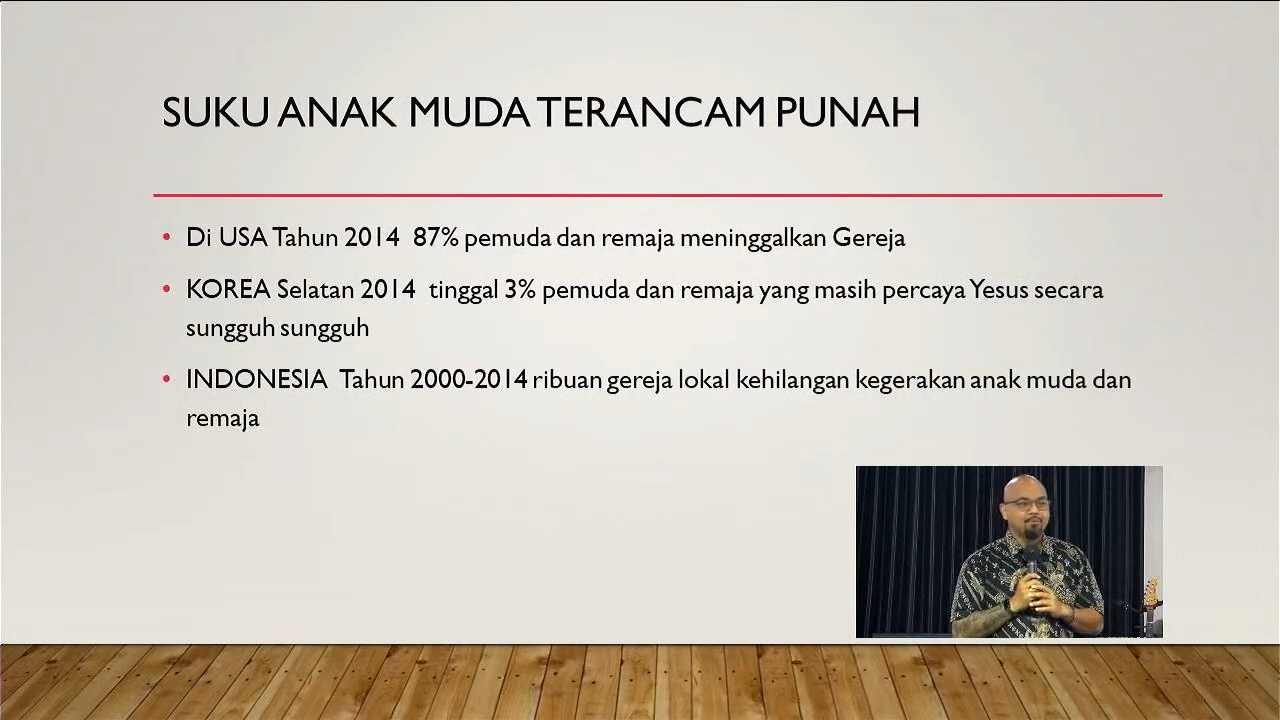 SUKU ANAK MUDA TERANCAM PUNAH
• Di USA Tahun 2014 87% pemuda dan remaja meninggalkan Gereja
• KOREA Selatan 2014 tinggal 3% pemuda dan remaja yang masih percaya Yesus secara
sungguh sungguh
• INDONESIA Tahun 2000-2014 ribuan gereja lokal kehilangan kegerakan anak muda dan
remaja